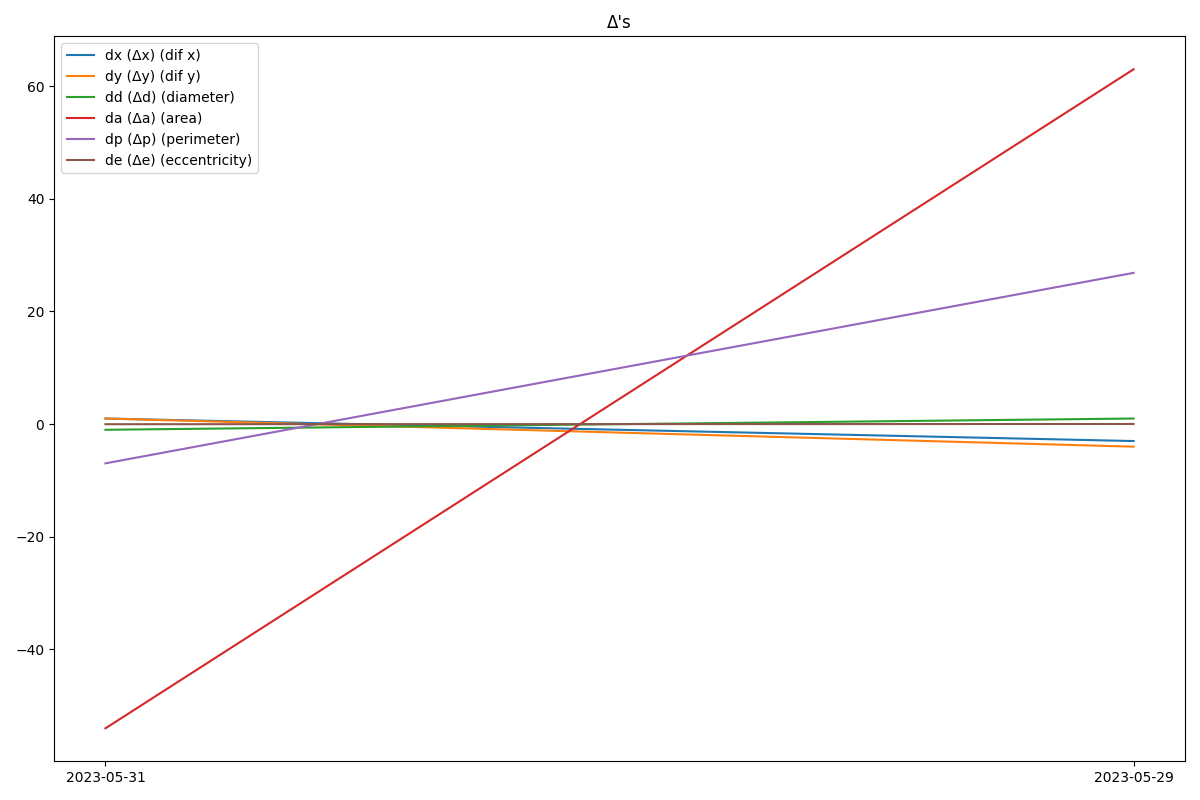 Δ's
dx (Δx) (dif x)
dy (Δy) (dif y)
dd (Δd) (diameter)
da (Δa) (area)
dp (Δp) (perimeter)
de (Δe) (eccentricity)
60
40
20
0
−20
−40
2023-05-31 2023-05-29